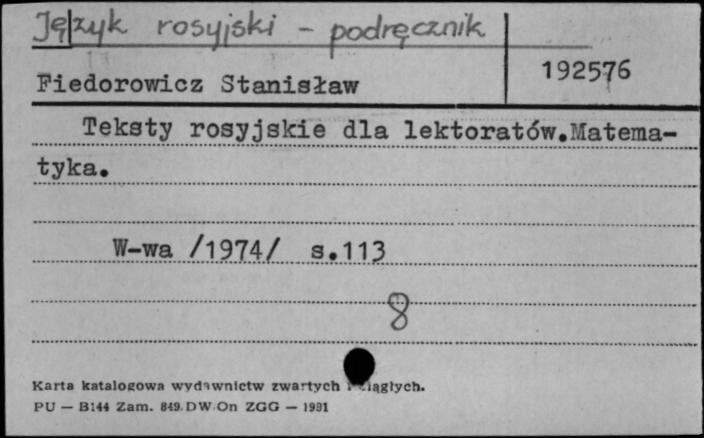 Język rosyjski - podręcznik
Fiedorowicz Stanisław
192576
Teksty rosyjskie dla lektoratów.Matema-
tyka.
W-wa /1974/ s.113
8
Karta katalogowa wydawnictw zwartych i ciągłych.
PU — B144 Zam. 849 DW/On ZGG — 1991